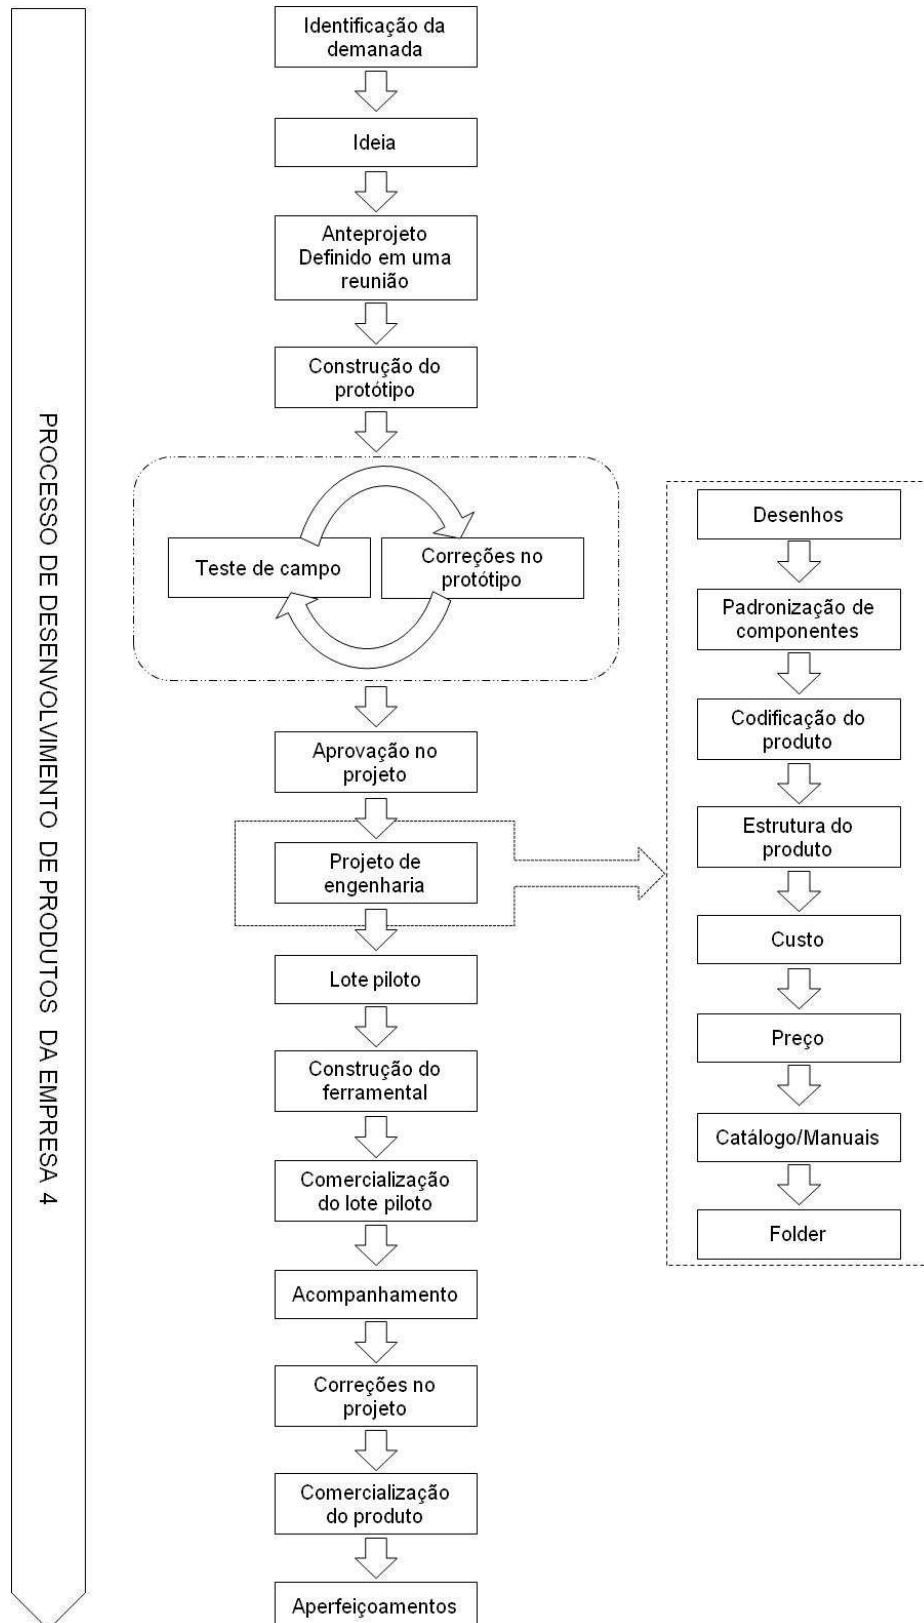 PROCESSO DE DESENVOLVIMENTO DE PRODUTOS DA EMPRESA 4
Identificação da
demanada
Ideia
Anteprojeto
Definido em uma
reunião
Construção do
protótipo
Teste de campo
Correções no
protótipo
Aprovação no
projeto
Projeto de
engenharia
Lote piloto
Construção do
ferramental
Comercialização
do lote piloto
Acompanhamento
Correções no
projeto
Comercialização
do produto
Aperfeiçoamentos
Desenhos
Padronização de
componentes
Codificação do
produto
Estrutura do
produto
Custo
Preço
Catálogo/Manuais
Folder